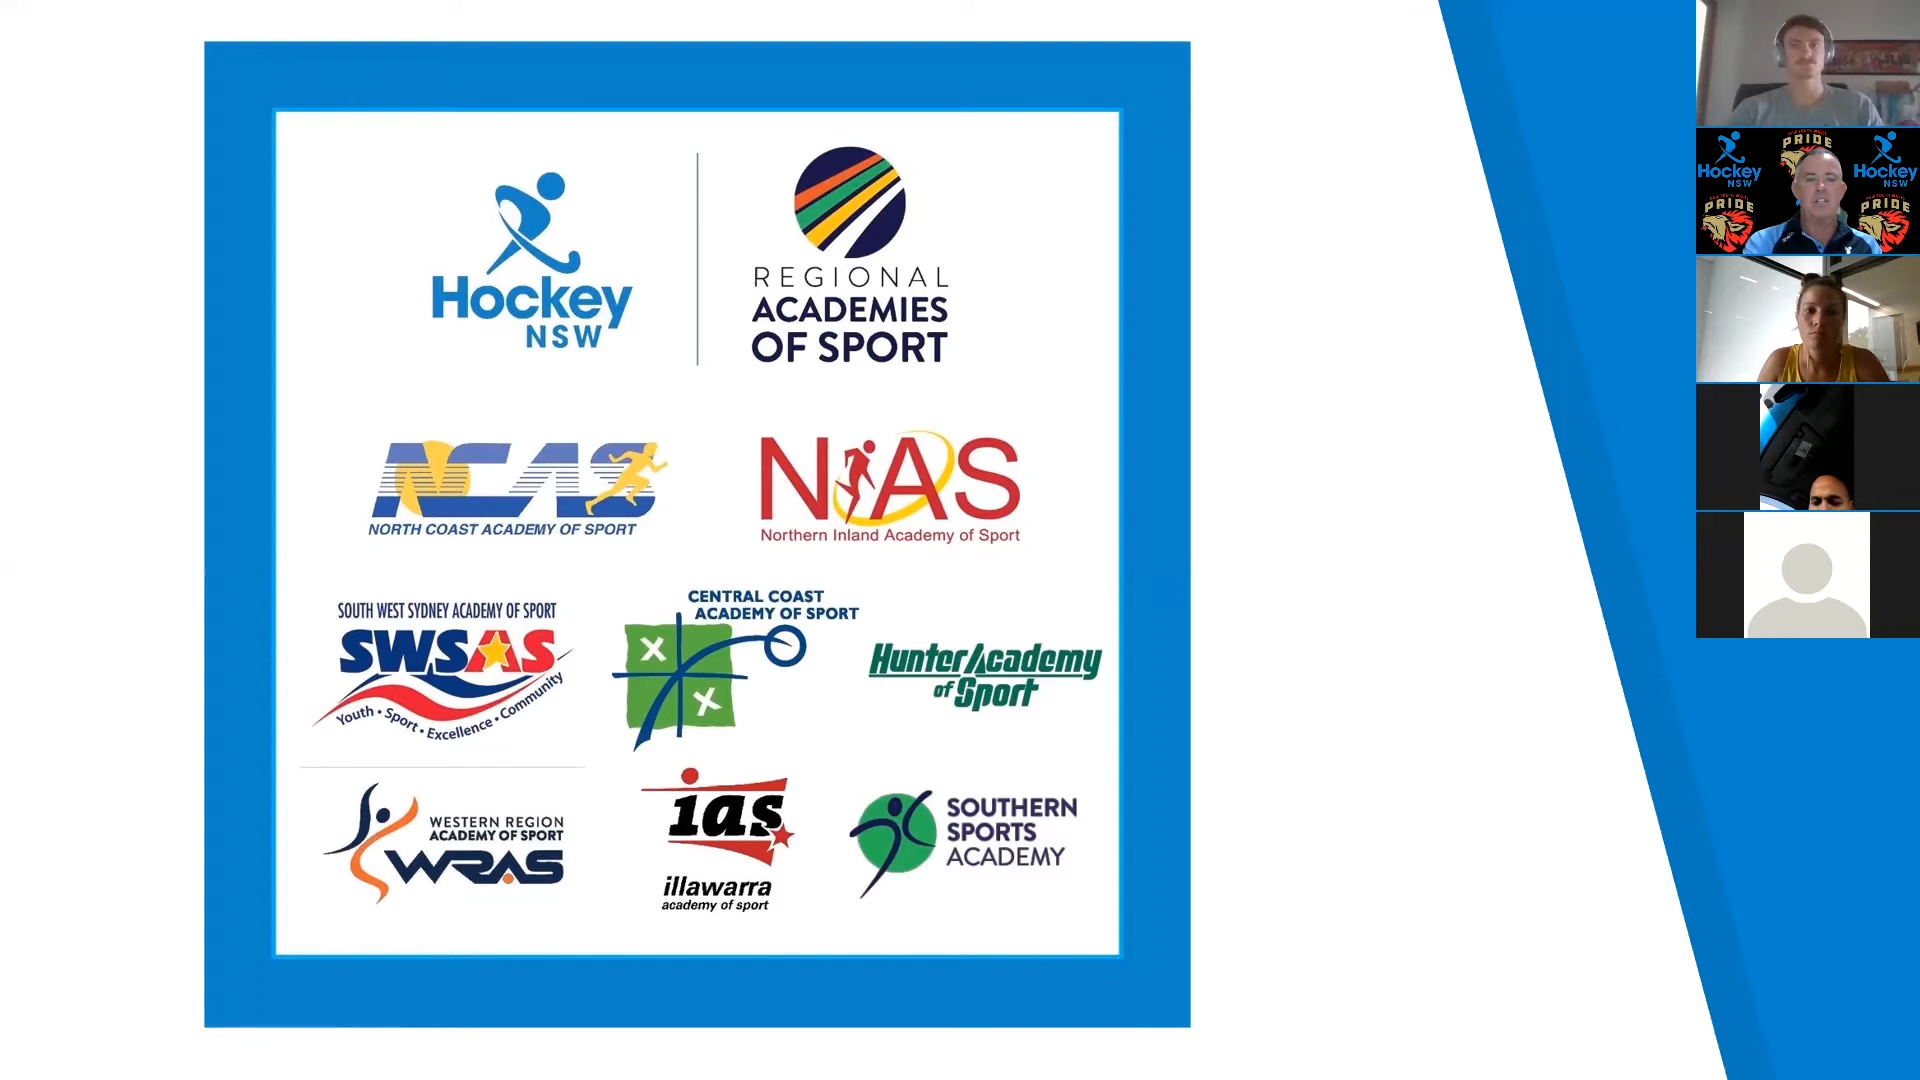 Hockey
NSW
REGIONAL
ACADEMIES
OF SPORT
NCAS
NORTH COAST ACADEMY OF SPORT
NiAS
Northern Inland Academy of Sport
SOUTH WEST SYDNEY ACADEMY OF SPORT
SWSAS
Youth • Sport • Excellence • Community
CENTRAL COAST
ACADEMY OF SPORT
Hunter Academy
of Sport
WESTERN REGION
ACADEMY OF SPORT
WRAS
ias
illawarra
academy of sport
SOUTHERN
SPORTS
ACADEMY
Hockey
NSW
PRIDE
Hockey
NSW
PRIDE
PRIDE